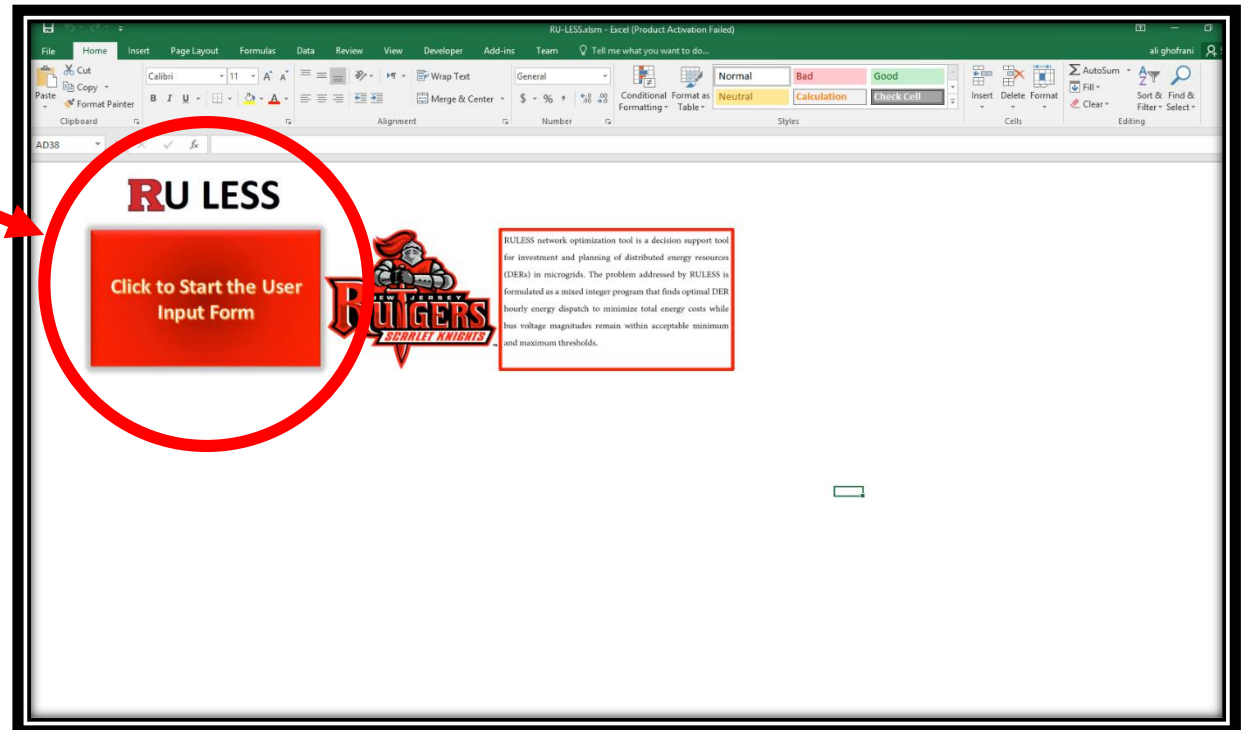 RU-LESS.xlsm - Excel (Product Activation Failed)
File Home Insert Page Layout Formulas Data Review View Developer Add-ins Team Tell me what you want to do... ali ghofrani
Cut
Copy
Paste
Format Painter
Clipboard
Calibri 11 A A
B I U A
Wrap Text
Merge & Center
Alignment
General
$ % ,
Number
Conditional Formatting
Format as Table
Normal Bad Good
Neutral Calculation Check Cell
Styles
Insert Delete Format
Cells
AutoSum
Fill
Clear
Sort & Filter
Find & Select
Editing
AD38 fx
RU LESS
Click to Start the User
Input Form
NEW JERSEY
RUTGERS
SCARLET KNIGHTS
RULESS network optimization tool is a decision support tool
for investment and planning of distributed energy resources
(DERs) in microgrids. The problem addressed by RULESS is
formulated as a mixed integer program that finds optimal DER
hourly energy dispatch to minimize total energy costs while
bus voltage magnitudes remain within acceptable minimum
and maximum thresholds.